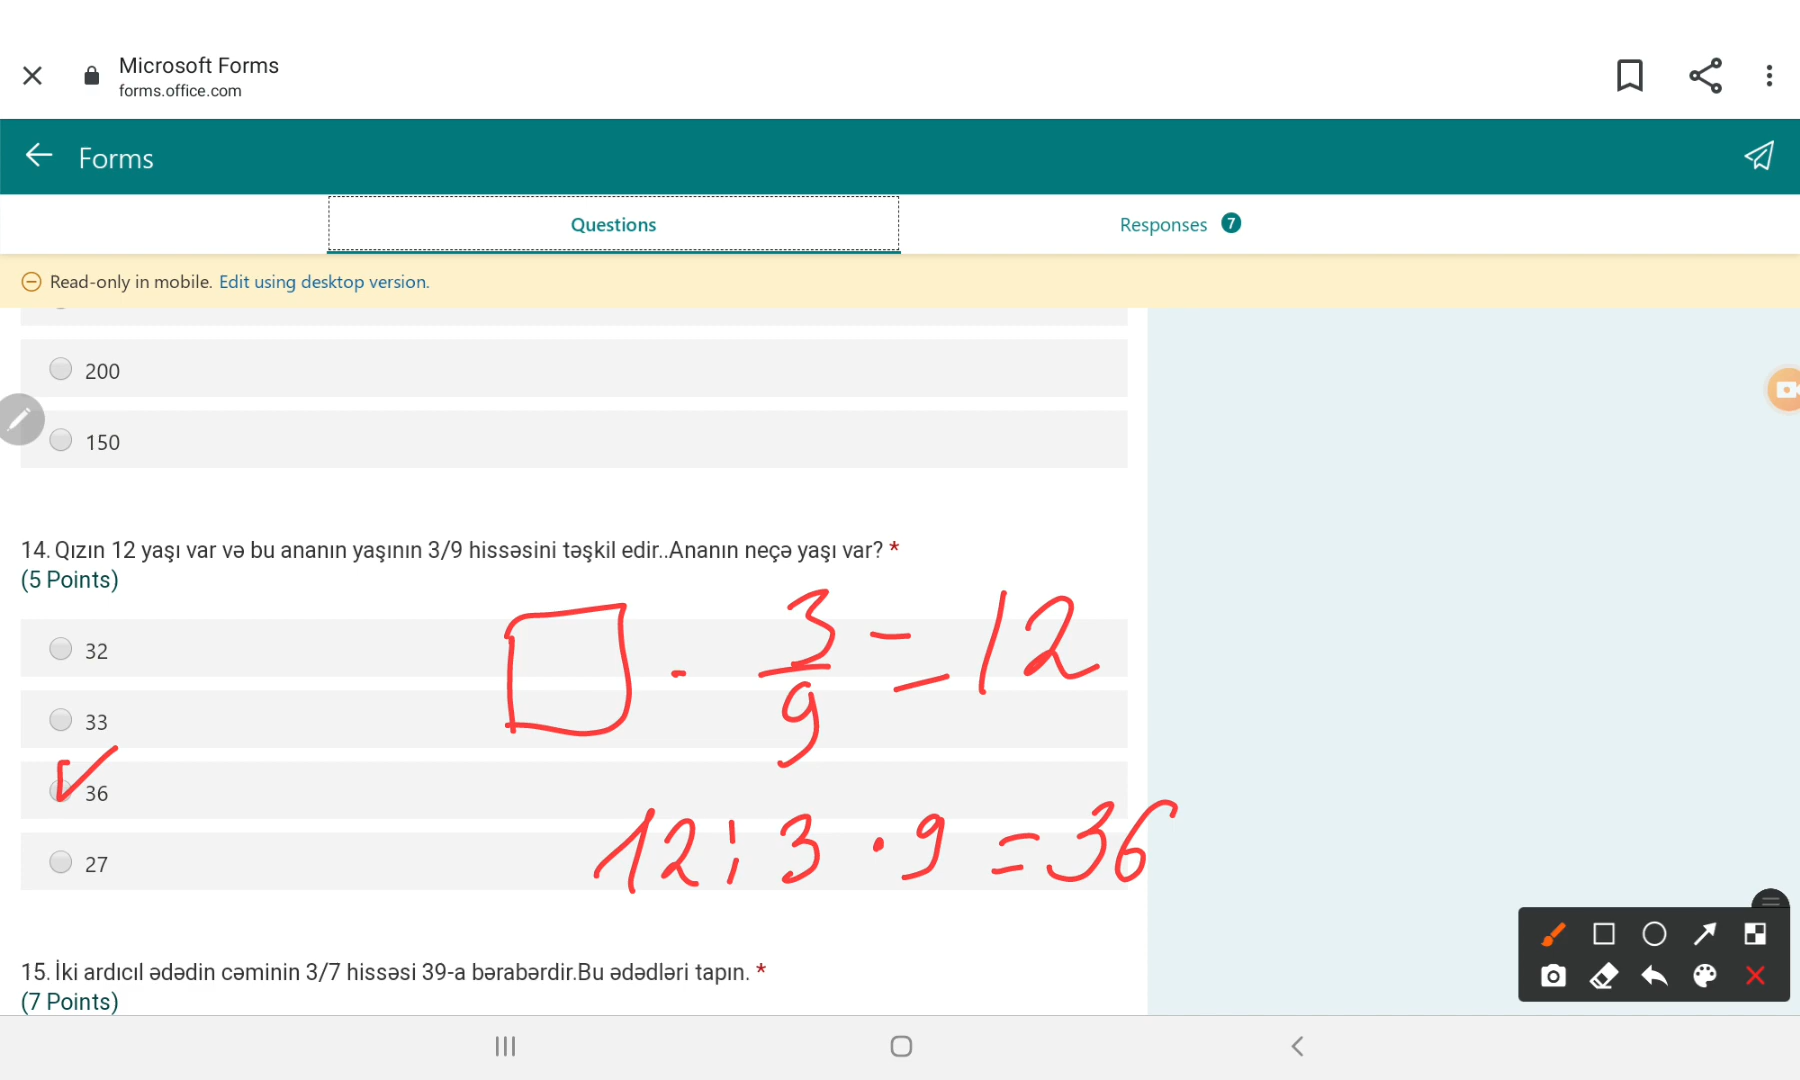 Microsoft Forms
forms.office.com
Forms
Questions
Responses 7
Read-only in mobile. Edit using desktop version.
200
150
14. Qızın 12 yaşı var və bu ananın yaşının 3/9 hissəsini təşkil edir..Ananın neçə yaşı var? *
(5 Points)
32
33
36
27
· 3/9 = 12
12 : 3 · 9 = 36
15. İki ardıcıl ədədin cəminin 3/7 hissəsi 39-a bərabərdir.Bu ədədləri tapın. *
(7 Points)